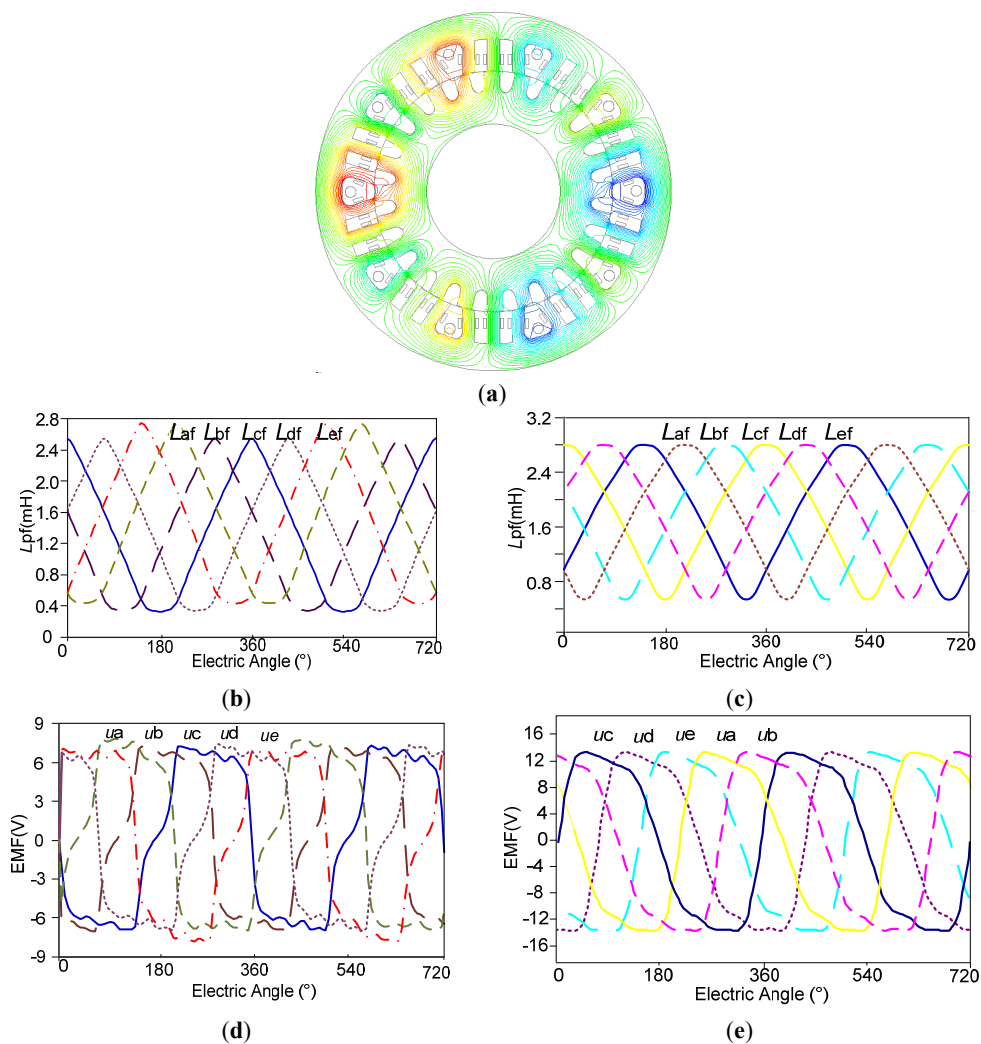 (a)
2.8
2.4
2.0
1.6
1.2
0.8
0.4
0
Lpf(mH)
Laf Lbf Lcf Ldf Lef
0 180 360 540 720
Electric Angle (°)
(b)
3.2
2.4
1.6
0.8
Lpf(mH)
Laf Lbf Lcf Ldf Lef
0 180 360 540 720
Electric Angle (°)
(c)
9
6
3
0
-3
-6
-9
EMF(V)
ua ub uc ud ue
0 180 360 540 720
Electric Angle (°)
(d)
16
12
8
4
0
-4
-8
-12
-16
EMF(V)
uc ud ue ua ub
0 180 360 540 720
Electric Angle (°)
(e)